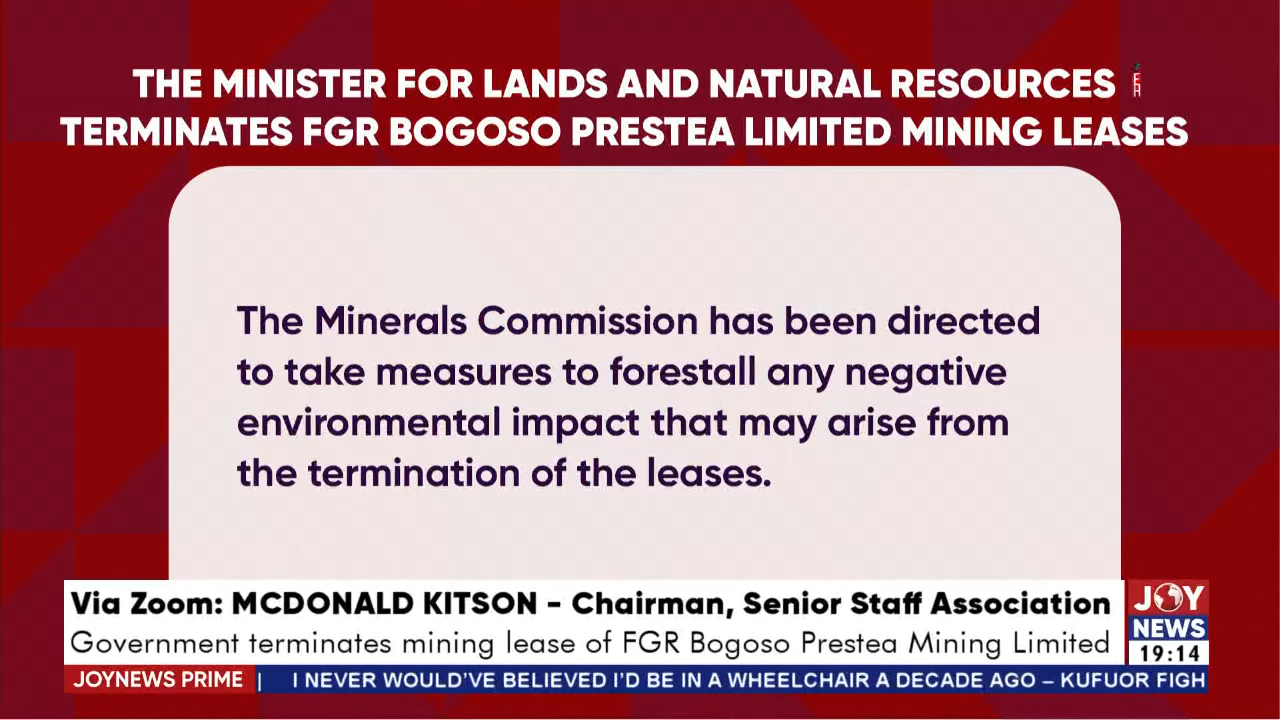 THE MINISTER FOR LANDS AND NATURAL RESOURCES
TERMINATES FGR BOGOSO PRESTEA LIMITED MINING LEASES
The Minerals Commission has been directed
to take measures to forestall any negative
environmental impact that may arise from
the termination of the leases.
Via Zoom: MCDONALD KITSON - Chairman, Senior Staff Association
Government terminates mining lease of FGR Bogoso Prestea Mining Limited
JOY
NEWS
19:14
JOYNEWS PRIME | I NEVER WOULD'VE BELIEVED I'D BE IN A WHEELCHAIR A DECADE AGO – KUFUOR FIGH